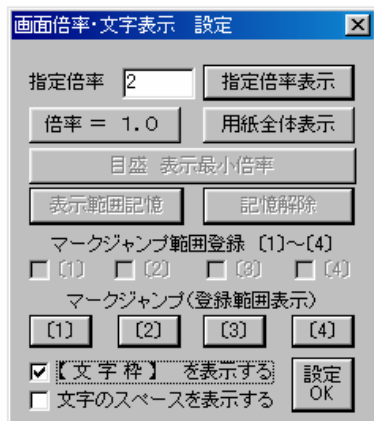 画面倍率・文字表示　設定
指定倍率 2 指定倍率表示
倍率 ＝ 1.0 用紙全体表示
目盛 表示最小倍率
表示範囲記憶 記憶解除
マークジャンプ範囲登録 〔1〕～〔4〕
〔1〕 〔2〕 〔3〕 〔4〕
マークジャンプ(登録範囲表示)
〔1〕 〔2〕 〔3〕 〔4〕
【文字枠】　を表示する
文字のスペースを表示する
設定
OK